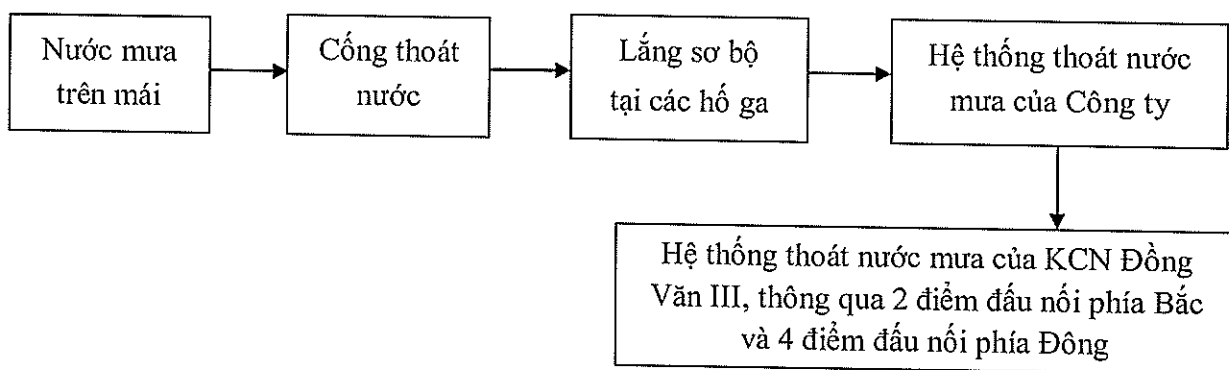 Nước mưa
trên mái
Cống thoát
nước
Lắng sơ bộ
tại các hố ga
Hệ thống thoát nước
mưa của Công ty
Hệ thống thoát nước mưa của KCN Đồng
Văn III, thông qua 2 điểm đấu nối phía Bắc
và 4 điểm đấu nối phía Đông